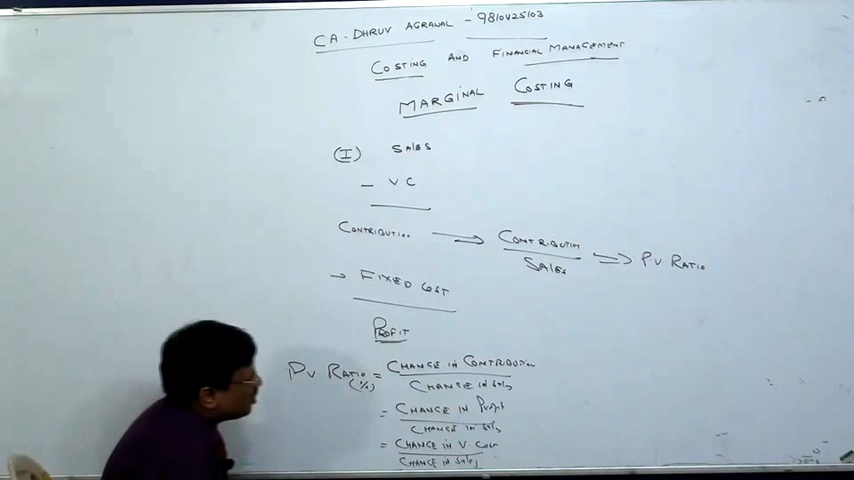 CA - DHRUV AGRAWAL - 9810425103
COSTING AND FINANCIAL MANAGEMENT
MARGINAL COSTING
(I) SALES
- VC
CONTRIBUTION → CONTRIBUTION / SALES ⇒ PV RATIO
→ FIXED COST
PROFIT
PV RATIO (%) = CHANGE IN CONTRIBUTION
CHANGE IN Sales
= CHANGE IN Profit
CHANGE IN Sales
= CHANGE IN V Cost
CHANGE IN Sales